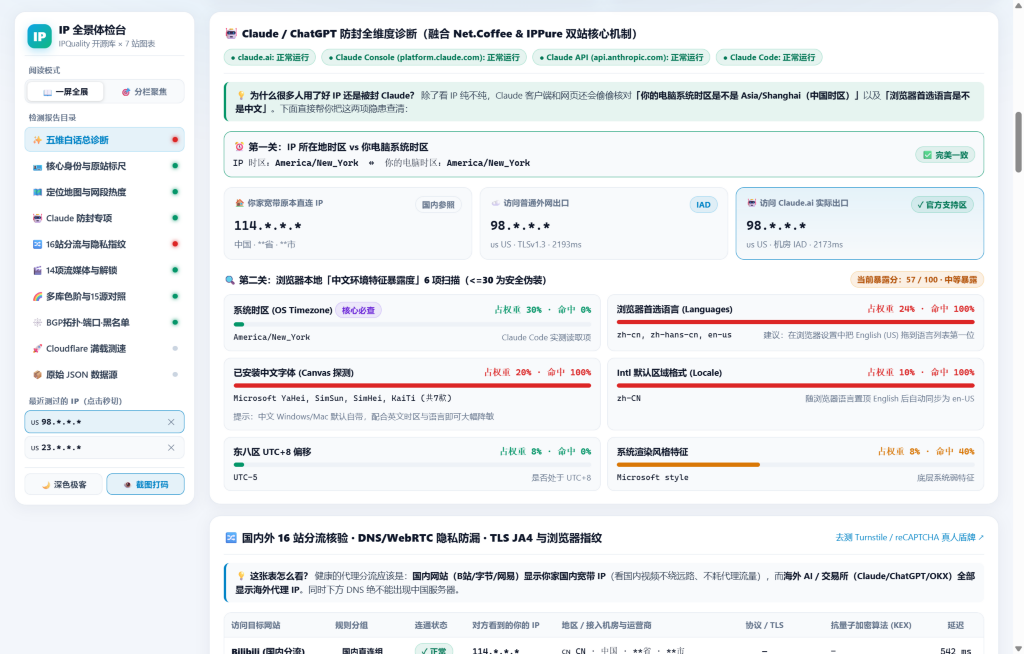 IP
IP 全景体检台
IPQuality 开源库 × 7 站图表
阅读模式
一屏全展
分栏聚焦
检测报告目录
五维白话总诊断
核心身份与原站标尺
定位地图与网段热度
Claude 防封专项
16站分流与隐私指纹
14项流媒体与解锁
多库色阶与15源对照
BGP拓扑·端口·黑名单
Cloudflare 满载测速
原始 JSON 数据源
最近测过的 IP（点击秒切）
US 98.*.*.*
US 23.*.*.*
深色极客
截图打码
Claude / ChatGPT 防封全维度诊断（融合 Net.Coffee & IPPure 双站核心机制）
● claude.ai: 正常运行
● Claude Console (platform.claude.com): 正常运行
● Claude API (api.anthropic.com): 正常运行
● Claude Code: 正常运行
为什么很多人用了好 IP 还是被封 Claude？ 除了看 IP 纯不纯，Claude 客户端和网页还会偷偷核对「你的电脑系统时区是不是 Asia/Shanghai（中国时区）」以及「浏览器首选语言是不
是中文」。下面直接帮你把这两项隐患查清：
第一关：IP 所在地时区 vs 你电脑系统时区
IP 时区: America/New_York ⇔ 你的电脑时区: America/New_York
完美一致
你家宽带原本直连 IP
国内参照
114.*.*.*
中国 · **省 · **市
访问普通外网出口
IAD
98.*.*.*
us US · TLSv1.3 · 2193ms
访问 Claude.ai 实际出口
✓ 官方支持区
98.*.*.*
us US · 机房 IAD · 2173ms
第二关：浏览器本地「中文环境特征暴露度」6 项扫描（<=30 为安全伪装）
当前暴露分：57 / 100 · 中等暴露
系统时区 (OS Timezone)
核心必查
占权重 30% · 命中 0%
America/New_York
Claude Code 实测读取项
浏览器首选语言 (Languages)
占权重 24% · 命中 100%
zh-cn, zh-hans-cn, en-us
建议：在浏览器设置中把 English (US) 拖到语言列表第一位
已安装中文字体 (Canvas 探测)
占权重 20% · 命中 100%
Microsoft YaHei, SimSun, SimHei, KaiTi (共7款)
提示：中文 Windows/Mac 默认自带，配合英文时区与语言即可大幅降敏
Intl 默认区域格式 (Locale)
占权重 10% · 命中 100%
zh-CN
随浏览器语言置顶 English 后自动同步为 en-US
东八区 UTC+8 偏移
占权重 8% · 命中 0%
UTC-5
是否处于 UTC+8
系统渲染风格特征
占权重 8% · 命中 40%
Microsoft style
底层系统弱特征
国内外 16 站分流核验 · DNS/WebRTC 隐私防漏 · TLS JA4 与浏览器指纹
去测 Turnstile / reCAPTCHA 真人盾牌 ↗
这张表怎么看？ 健康的代理分流应该是：国内网站（B站/字节/网易）显示你家国内宽带 IP（看国内视频不绕远路、不耗代理流量），而海外 AI / 交易所（Claude/ChatGPT/OKX）全部
显示海外代理 IP。同时下方 DNS 绝不能出现中国服务器。
访问目标网站
规则分组
连通状态
对方看到的你的 IP
地区 / 接入机房与运营商
协议 / TLS
抗量子加密算法 (KEX)
延迟
Bilibili (国内分流)
国内直连组
✓ 正常
114.*.*.*
CN CN · 中国 · **省 · **市
—
—
542 ms